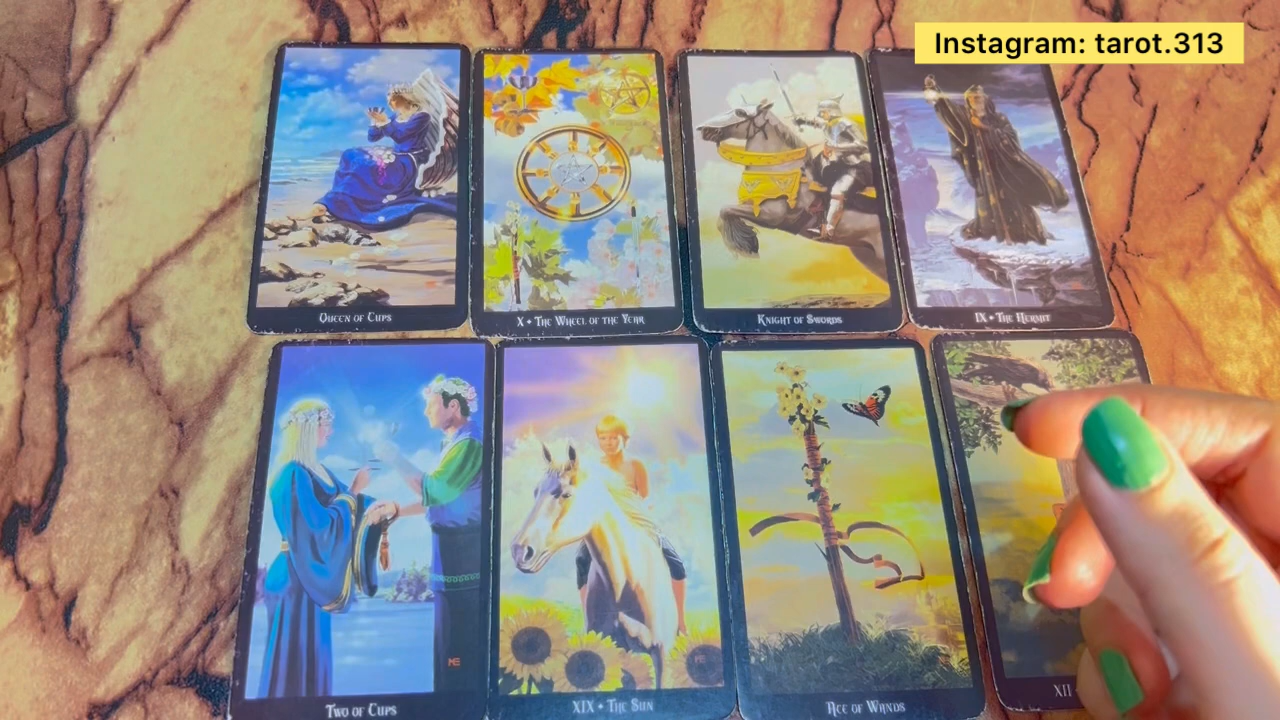 Instagram: tarot.313
Queen of Cups
X • The Wheel of the Year
Knight of Swords
IX • The Hermit
Two of Cups
XIX • The Sun
Ace of Wands
XII